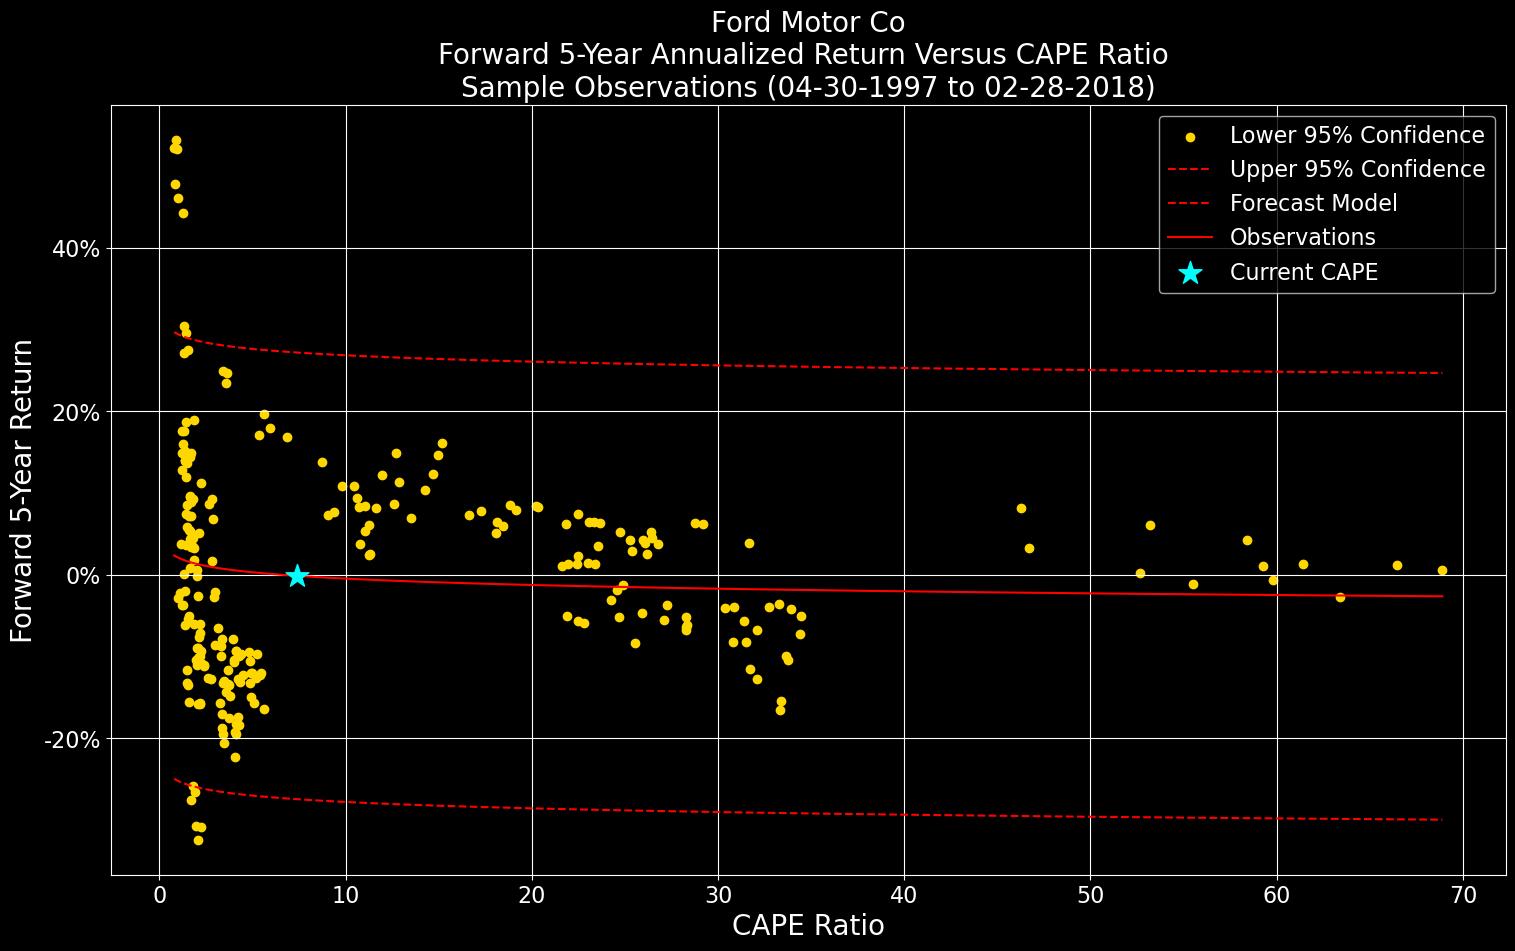 Ford Motor Co
Forward 5-Year Annualized Return Versus CAPE Ratio
Sample Observations (04-30-1997 to 02-28-2018)
Lower 95% Confidence
Upper 95% Confidence
Forecast Model
Observations
Current CAPE
Forward 5-Year Return
40%
20%
0%
-20%
0 10 20 30 40 50 60 70
CAPE Ratio